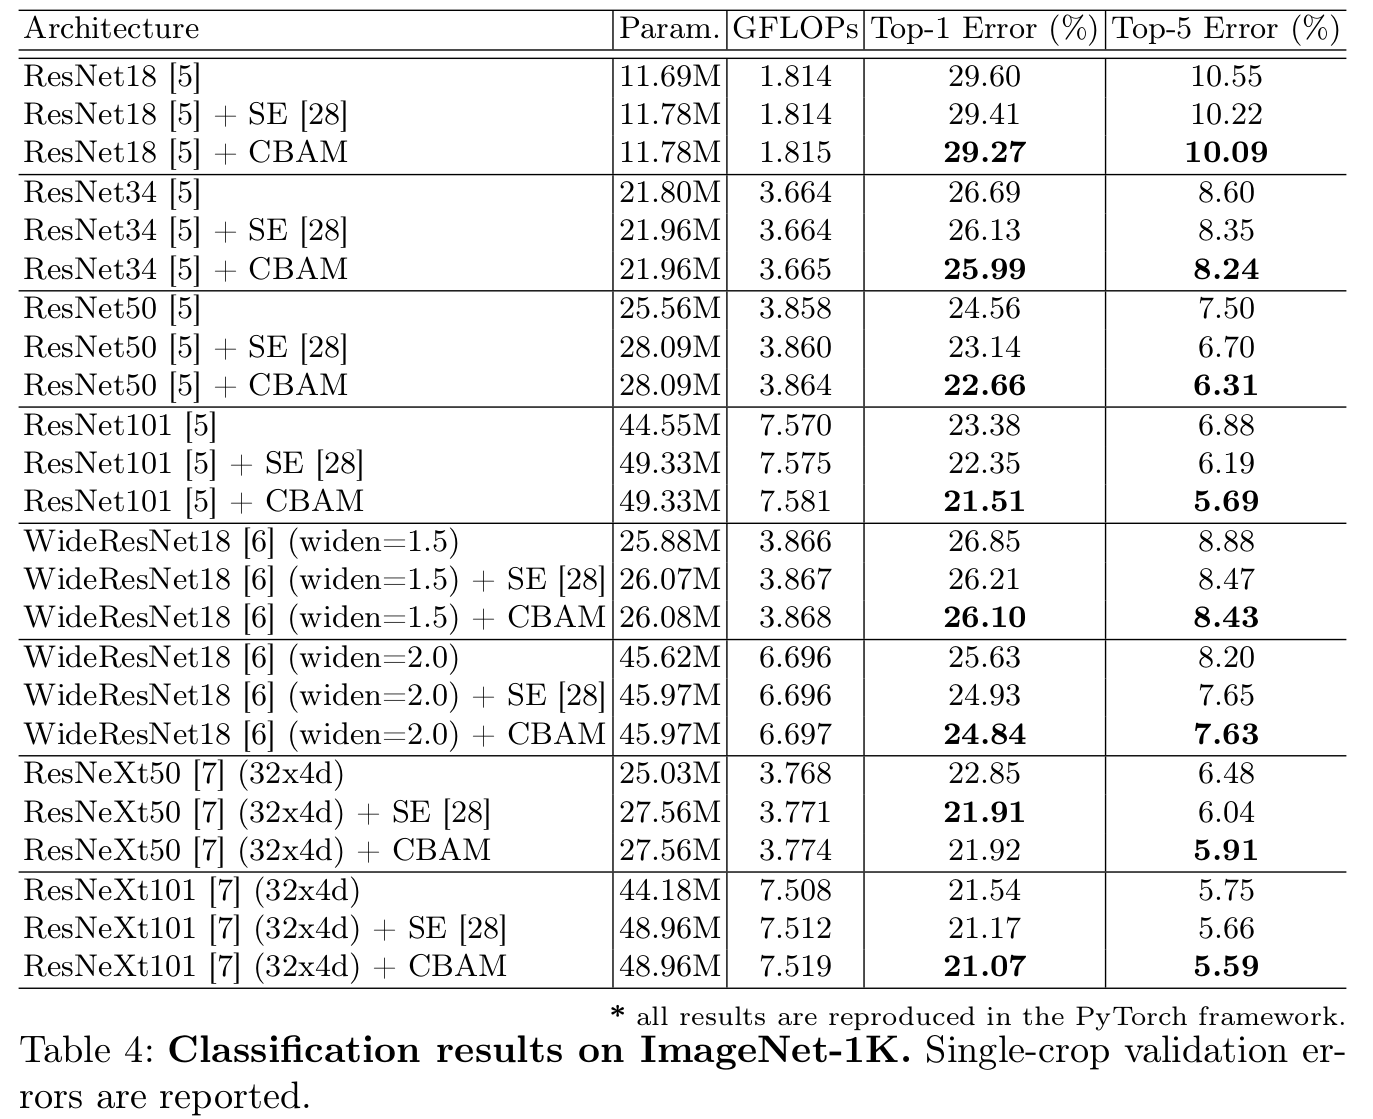 Architecture Param. GFLOPs Top-1 Error (%) Top-5 Error (%)
ResNet18 [5] 11.69M 1.814 29.60 10.55
ResNet18 [5] + SE [28] 11.78M 1.814 29.41 10.22
ResNet18 [5] + CBAM 11.78M 1.815 29.27 10.09
ResNet34 [5] 21.80M 3.664 26.69 8.60
ResNet34 [5] + SE [28] 21.96M 3.664 26.13 8.35
ResNet34 [5] + CBAM 21.96M 3.665 25.99 8.24
ResNet50 [5] 25.56M 3.858 24.56 7.50
ResNet50 [5] + SE [28] 28.09M 3.860 23.14 6.70
ResNet50 [5] + CBAM 28.09M 3.864 22.66 6.31
ResNet101 [5] 44.55M 7.570 23.38 6.88
ResNet101 [5] + SE [28] 49.33M 7.575 22.35 6.19
ResNet101 [5] + CBAM 49.33M 7.581 21.51 5.69
WideResNet18 [6] (widen=1.5) 25.88M 3.866 26.85 8.88
WideResNet18 [6] (widen=1.5) + SE [28] 26.07M 3.867 26.21 8.47
WideResNet18 [6] (widen=1.5) + CBAM 26.08M 3.868 26.10 8.43
WideResNet18 [6] (widen=2.0) 45.62M 6.696 25.63 8.20
WideResNet18 [6] (widen=2.0) + SE [28] 45.97M 6.696 24.93 7.65
WideResNet18 [6] (widen=2.0) + CBAM 45.97M 6.697 24.84 7.63
ResNeXt50 [7] (32x4d) 25.03M 3.768 22.85 6.48
ResNeXt50 [7] (32x4d) + SE [28] 27.56M 3.771 21.91 6.04
ResNeXt50 [7] (32x4d) + CBAM 27.56M 3.774 21.92 5.91
ResNeXt101 [7] (32x4d) 44.18M 7.508 21.54 5.75
ResNeXt101 [7] (32x4d) + SE [28] 48.96M 7.512 21.17 5.66
ResNeXt101 [7] (32x4d) + CBAM 48.96M 7.519 21.07 5.59
* all results are reproduced in the PyTorch framework.
Table 4: Classification results on ImageNet-1K. Single-crop validation er-
rors are reported.